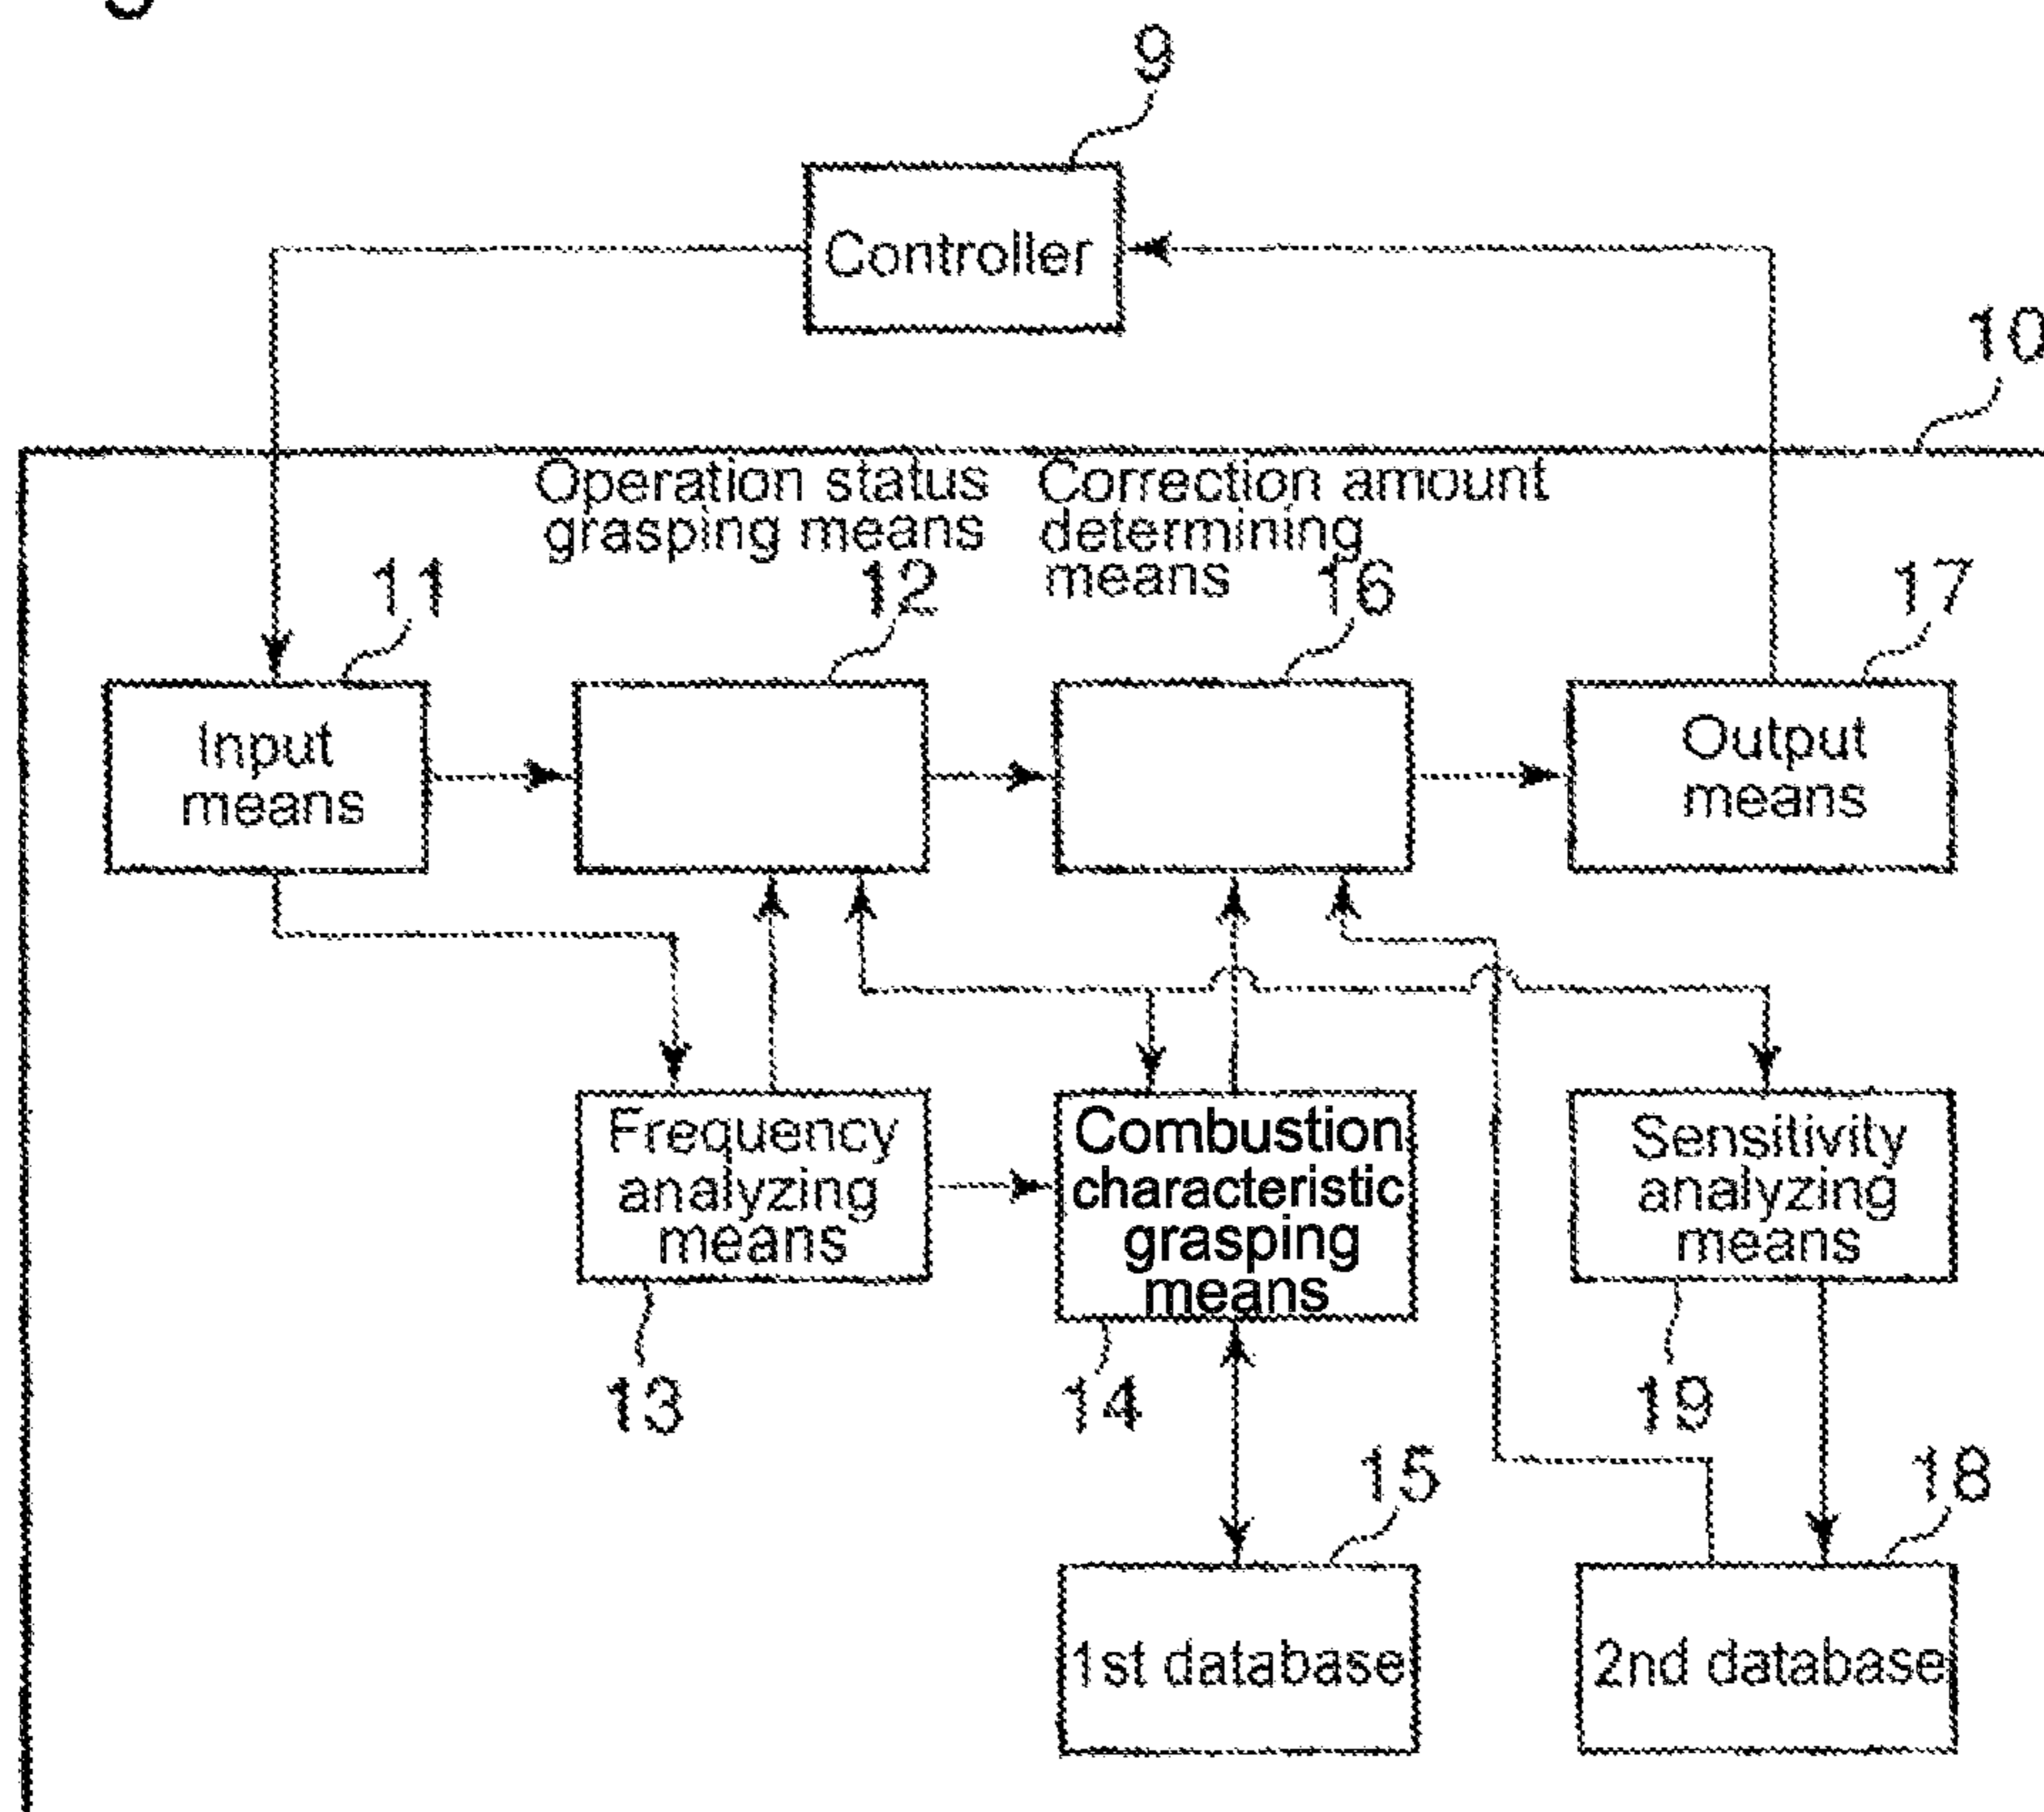 9
Controller
10
Operation status
grasping means
Correction amount
determining
means
11
12
16
17
Input
means
Output
means
Frequency
analyzing
means
Combustion
characteristic
grasping
means
Sensitivity
analyzing
means
13
14
19
15
18
1st database
2nd database